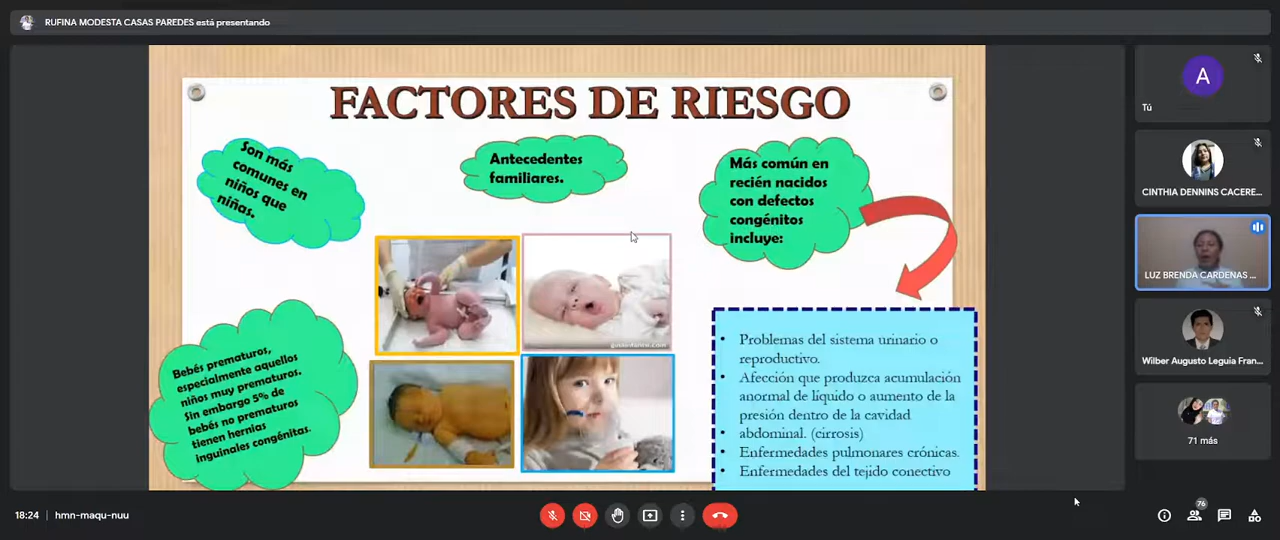 RUFINA MODESTA CASAS PAREDES está presentando
FACTORES DE RIESGO
Son más
comunes en
niños que
niñas.
Antecedentes
familiares.
Más común en
recién nacidos
con defectos
congénitos
incluye:
Bebés prematuros,
especialmente aquellos
niños muy prematuros.
Sin embargo 5% de
bebés no prematuros
tienen hernias
inguinales congénitas.
• Problemas del sistema urinario o
reproductivo.
• Afección que produzca acumulación
anormal de líquido o aumento de la
presión dentro de la cavidad
• abdominal. (cirrosis)
• Enfermedades pulmonares crónicas.
• Enfermedades del tejido conectivo
A
Tú
CINTHIA DENNINS CACERE...
LUZ BRENDA CARDENAS ...
Wilber Augusto Leguia Fran...
71 más
18:24 hmn-maqu-nuu
76